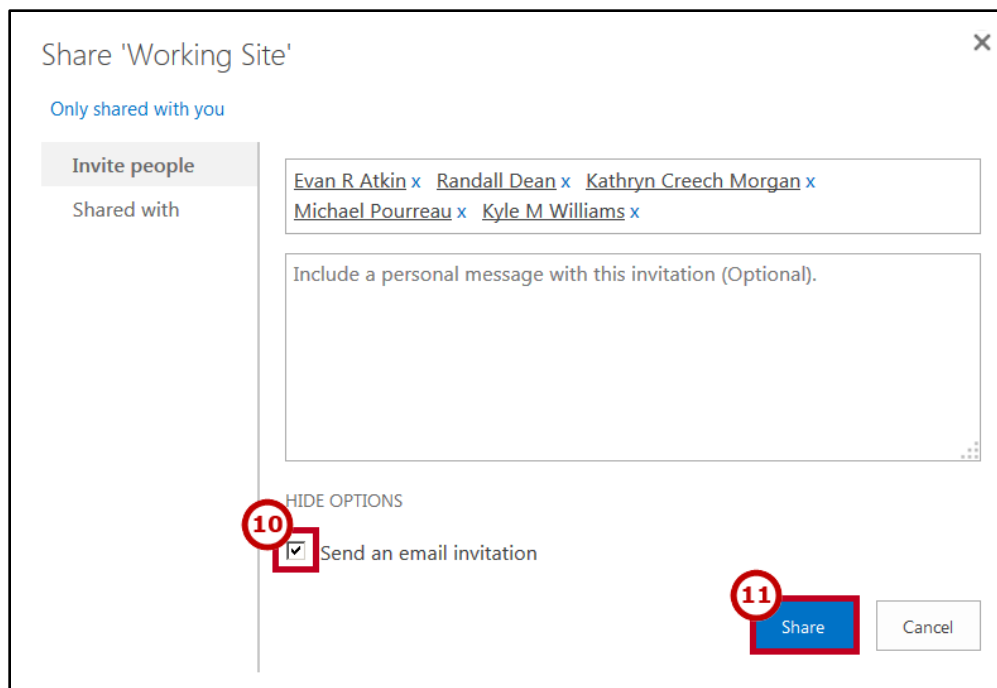 Share 'Working Site'
Only shared with you
Invite people
Shared with
Evan R Atkin x Randall Dean x Kathryn Creech Morgan x
Michael Pourreau x Kyle M Williams x
Include a personal message with this invitation (Optional).
HIDE OPTIONS
10
Send an email invitation
11
Share
Cancel